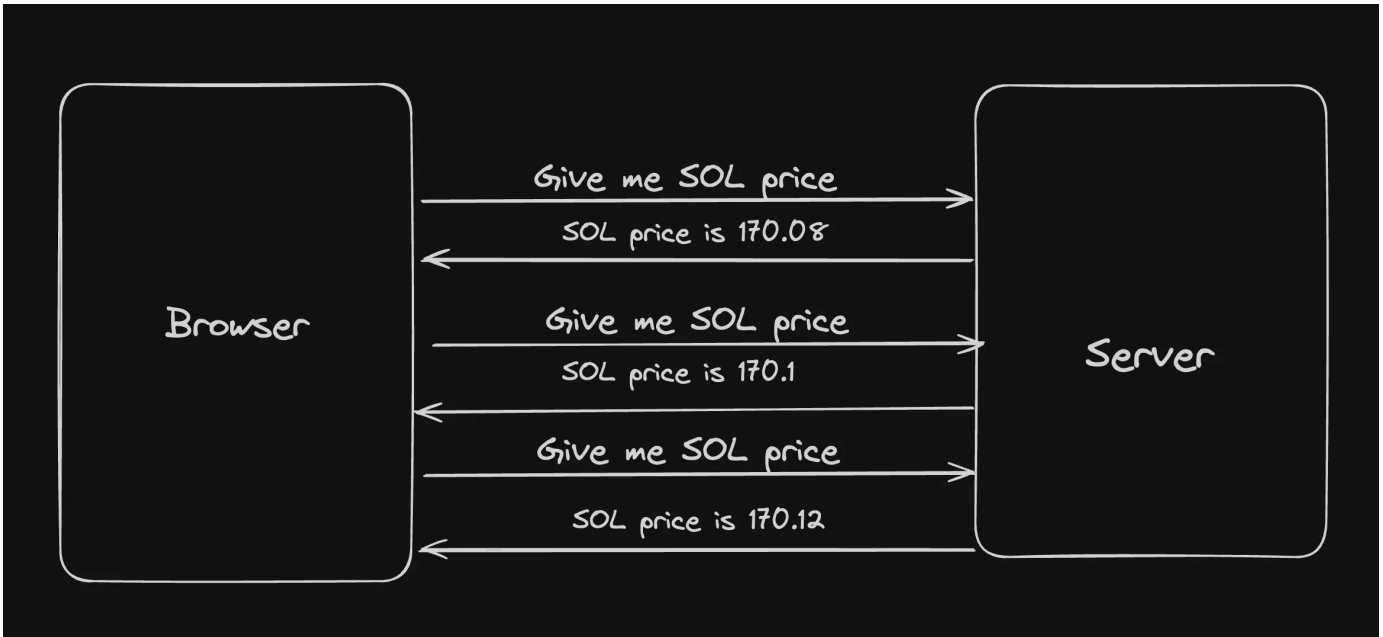 Give me SOL price
SOL price is 170.08
Browser
Give me SOL price
SOL price is 170.1
Server
Give me SOL price
SOL price is 170.12